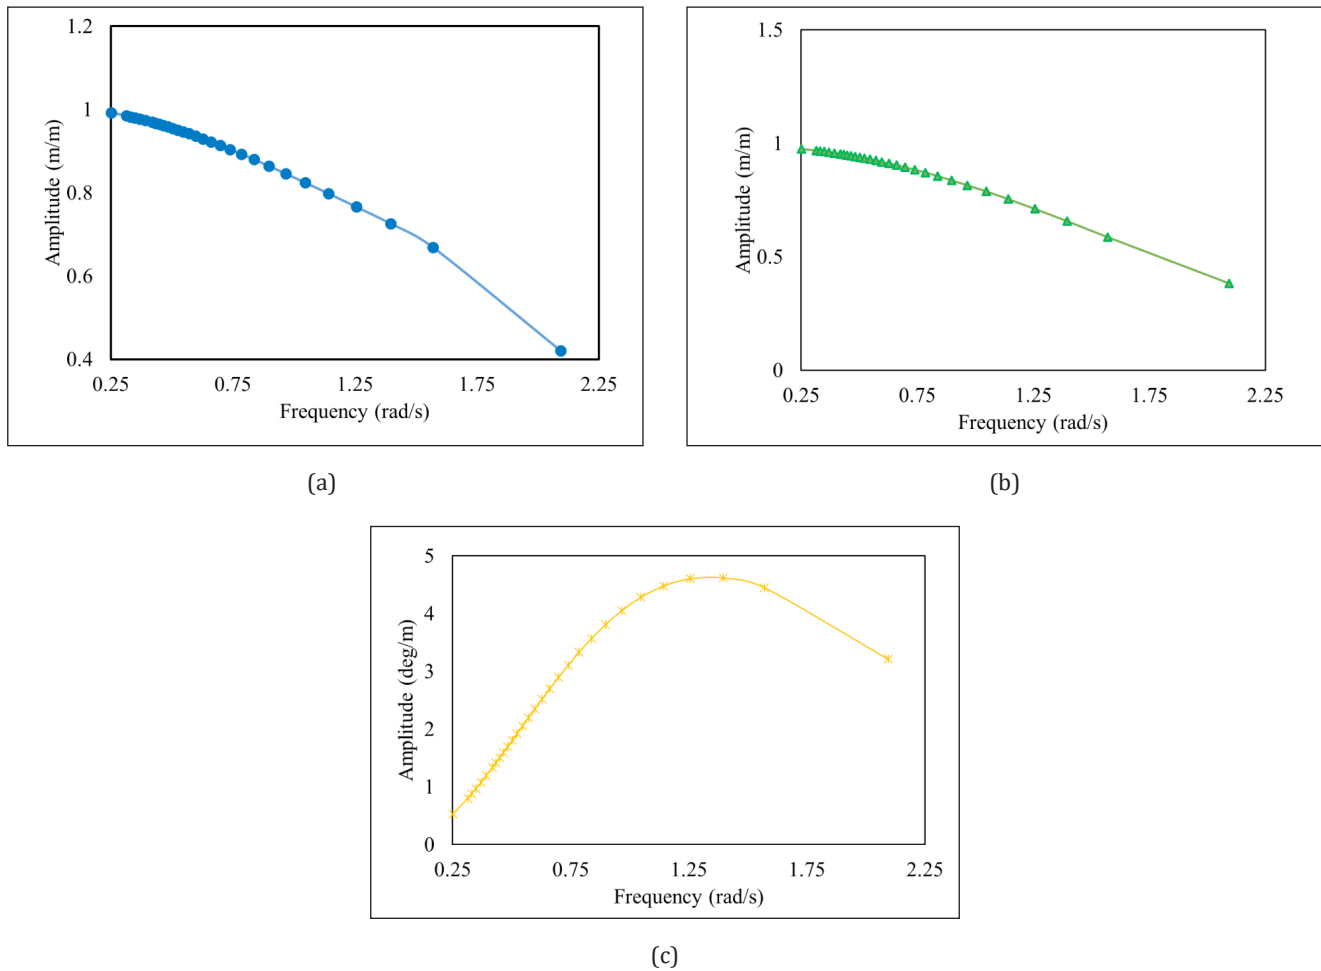 1.2
1
0.8
0.6
0.4
0.25 0.75 1.25 1.75 2.25
Amplitude (m/m)
Frequency (rad/s)
(a)
1.5
1
0.5
0
0.25 0.75 1.25 1.75 2.25
Amplitude (m/m)
Frequency (rad/s)
(b)
5
4
3
2
1
0
0.25 0.75 1.25 1.75 2.25
Amplitude (deg/m)
Frequency (rad/s)
(c)